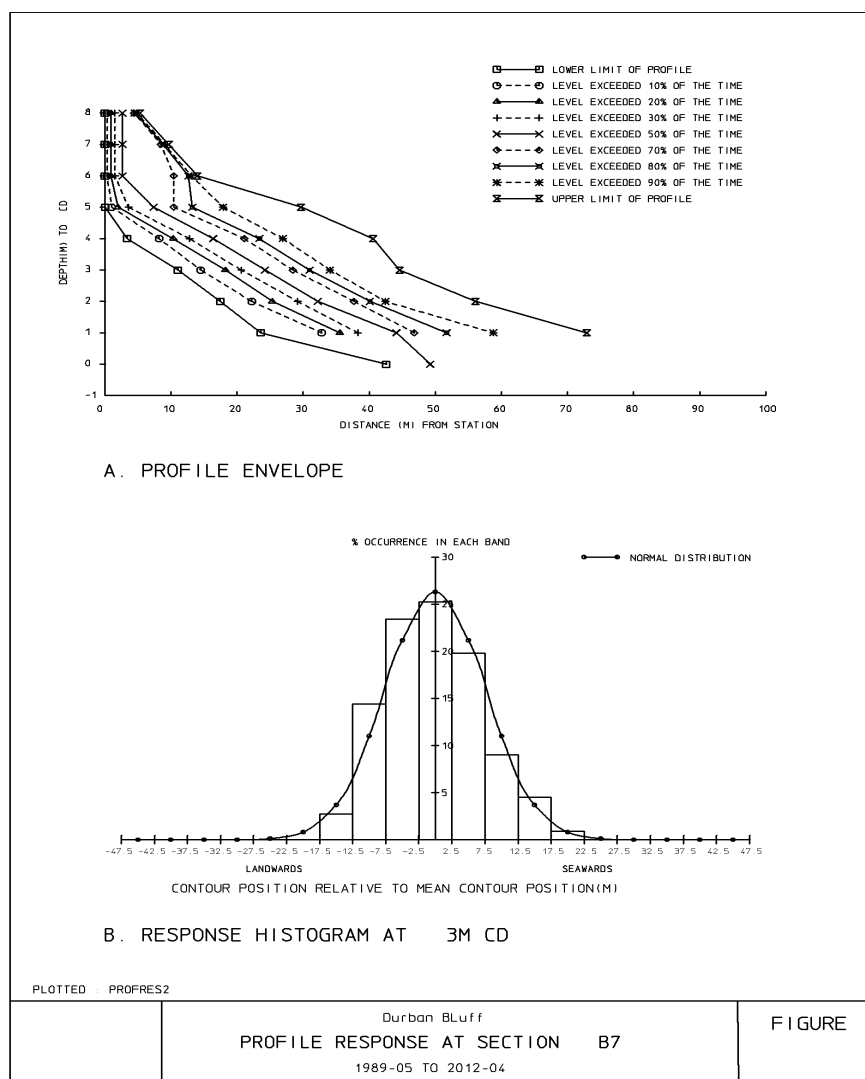 LOWER LIMIT OF PROFILE
LEVEL EXCEEDED 10% OF THE TIME
LEVEL EXCEEDED 20% OF THE TIME
LEVEL EXCEEDED 30% OF THE TIME
LEVEL EXCEEDED 50% OF THE TIME
LEVEL EXCEEDED 70% OF THE TIME
LEVEL EXCEEDED 80% OF THE TIME
LEVEL EXCEEDED 90% OF THE TIME
UPPER LIMIT OF PROFILE
DEPTH(M) TO CD
8
7
6
5
4
3
2
1
0
-1
0 10 20 30 40 50 60 70 80 90 100
DISTANCE (M) FROM STATION
A. PROFILE ENVELOPE
% OCCURRENCE IN EACH BAND
NORMAL DISTRIBUTION
30
25
20
15
10
5
-47.5 -42.5 -37.5 -32.5 -27.5 -22.5 -17.5 -12.5 -7.5 -2.5 2.5 7.5 12.5 17.5 22.5 27.5 32.5 37.5 42.5 47.5
LANDWARDS SEAWARDS
CONTOUR POSITION RELATIVE TO MEAN CONTOUR POSITION(M)
B. RESPONSE HISTOGRAM AT 3M CD
PLOTTED : PROFRES2
Durban BLuff
PROFILE RESPONSE AT SECTION B7
1989-05 TO 2012-04
FIGURE